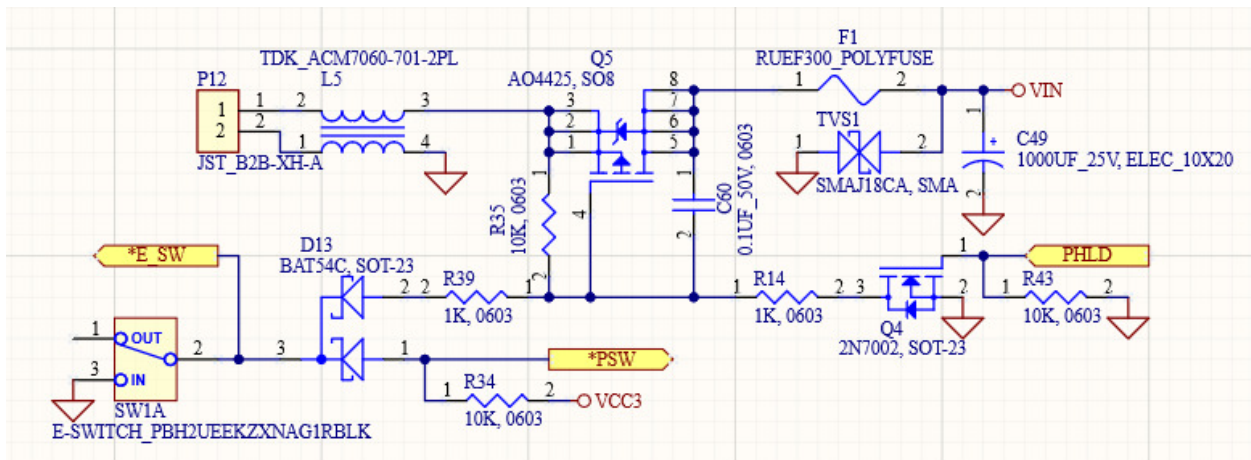 F1
RUEF300_POLYFUSE
TDK_ACM7060-701-2PL
L5
Q5
AO4425, SO8
P12
1
2
1
2
2
1
3
4
JST_B2B-XH-A
3
2
1
8
7
6
5
4
1
2
VIN
TVS1
1
2
SMAJ18CA, SMA
1
+
C49
1000UF_25V, ELEC_10X20
2
1
R35
10K, 0603
2
1
C60
0.1UF_50V, 0603
2
*E_SW
D13
BAT54C, SOT-23
2
2
R39
1
1K, 0603
1
R14
2
3
1K, 0603
1
PHLD
Q4
2
2N7002, SOT-23
1
R43
2
10K, 0603
1
OUT
2
3
IN
SW1A
E-SWITCH_PBH2UEEKZXNAG1RBLK
3
1
*PSW
1
R34
2
VCC3
10K, 0603